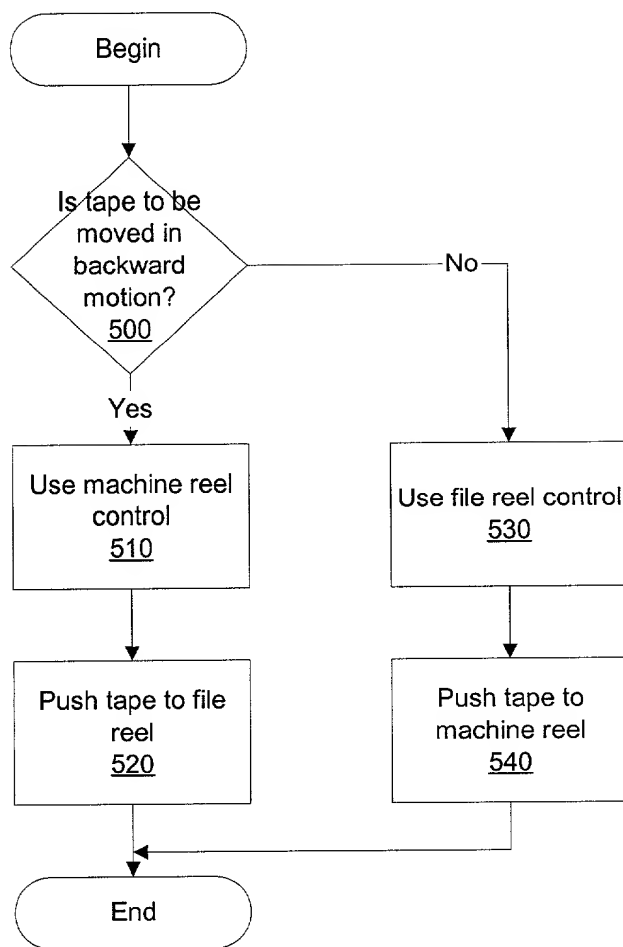 Begin
Is tape to be
moved in
backward
motion?
500
No
Yes
Use machine reel
control
510
Use file reel control
530
Push tape to file
reel
520
Push tape to
machine reel
540
End